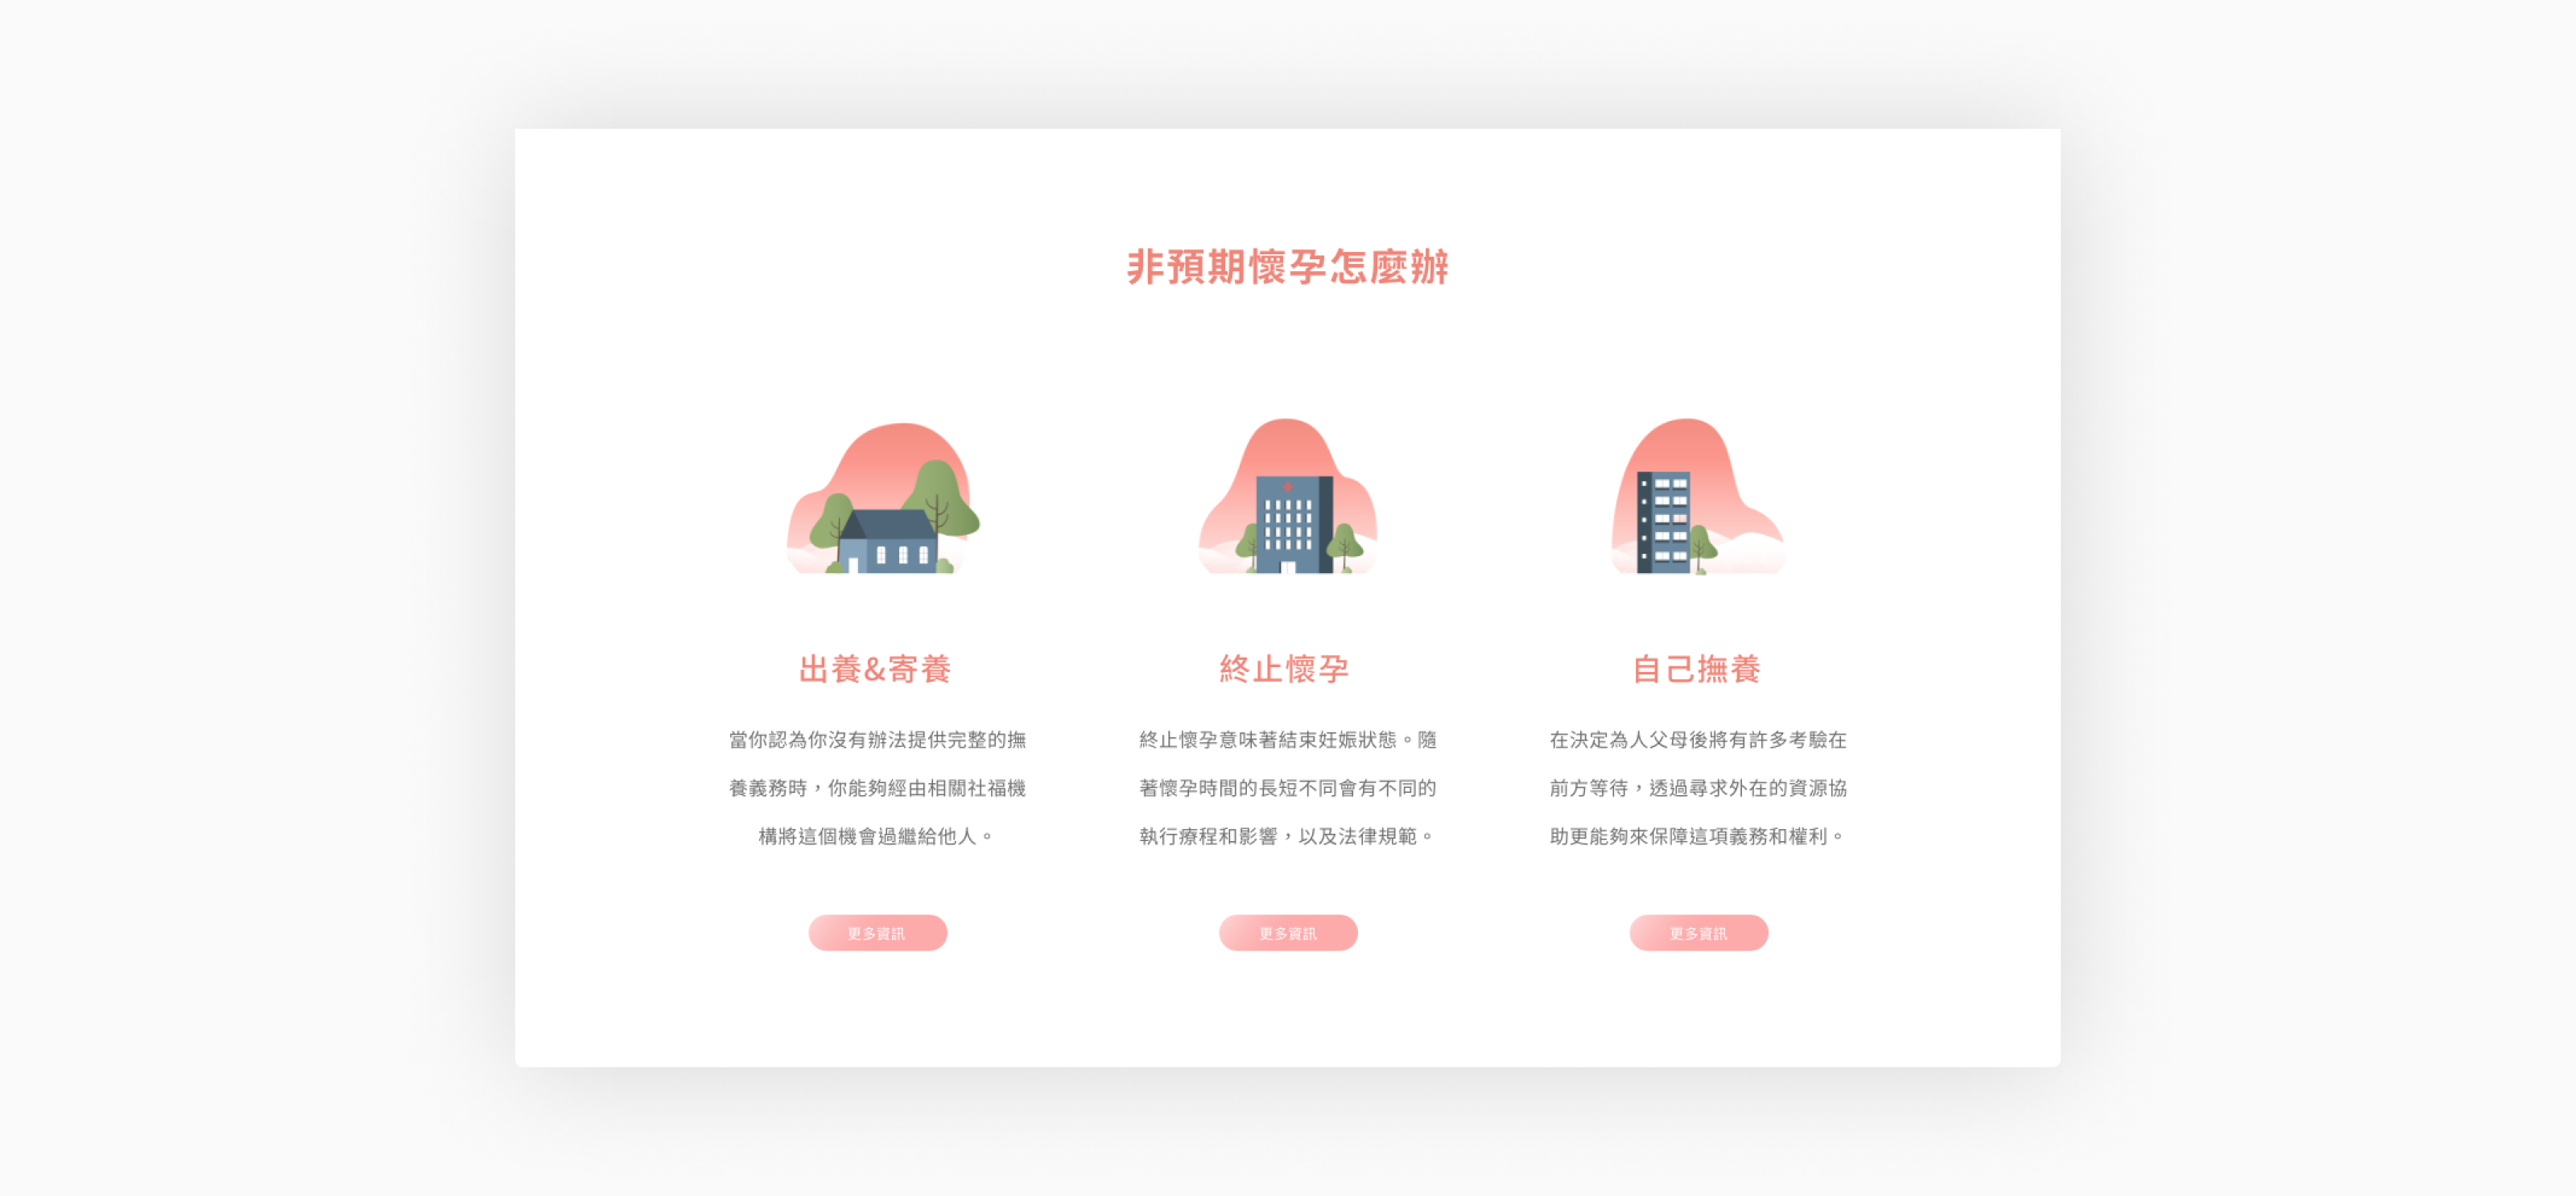 非預期懷孕怎麼辦
出養&寄養
當你認為你沒有辦法提供完整的撫
養義務時，你能夠經由相關社福機
構將這個機會過繼給他人。
更多資訊
終止懷孕
終止懷孕意味著結束妊娠狀態。隨
著懷孕時間的長短不同會有不同的
執行療程和影響，以及法律規範。
更多資訊
自己撫養
在決定為人父母後將有許多考驗在
前方等待，透過尋求外在的資源協
助更能夠來保障這項義務和權利。
更多資訊